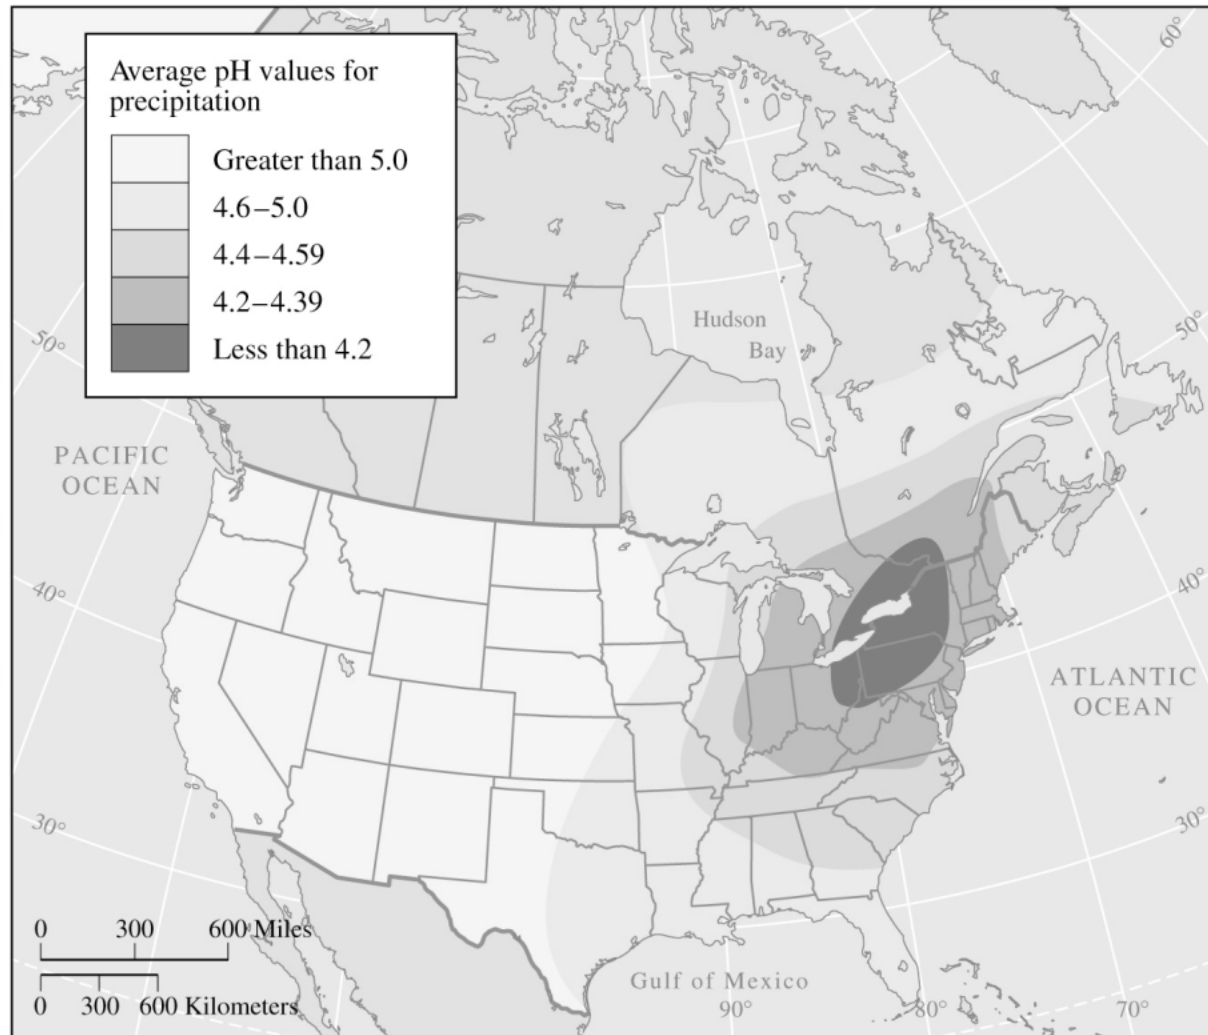 Average pH values for
precipitation
Greater than 5.0
4.6–5.0
4.4–4.59
4.2–4.39
Less than 4.2
60°
50°
50°
Hudson
Bay
PACIFIC
OCEAN
40°
40°
ATLANTIC
OCEAN
30°
30°
0 300 600 Miles
0 300 600 Kilometers
Gulf of Mexico
90°
80°
70°